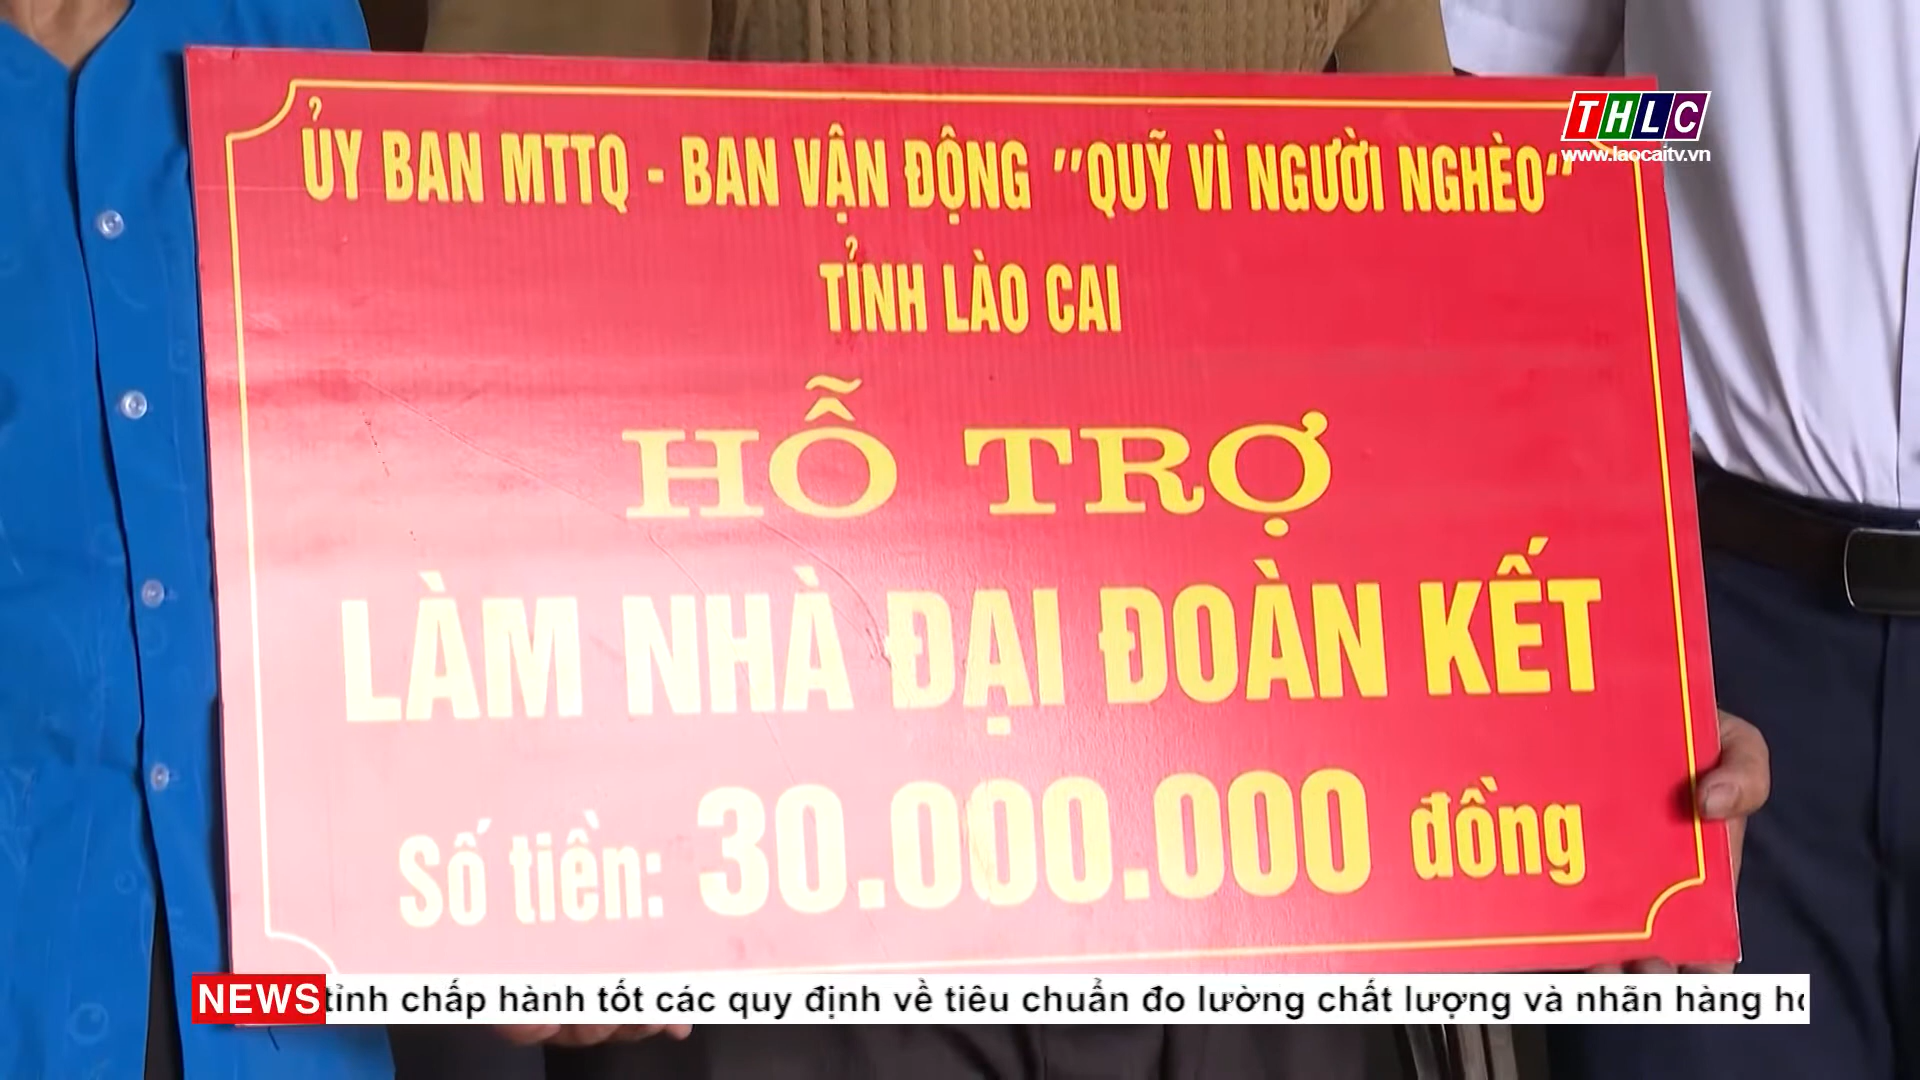 THLC
www.laocaitv.vn
ỦY BAN MTTQ - BAN VẬN ĐỘNG "QUỸ VÌ NGƯỜI NGHÈO"
TỈNH LÀO CAI
HỖ TRỢ
LÀM NHÀ ĐẠI ĐOÀN KẾT
Số tiền: 30.000.000 đồng
NEWS tỉnh chấp hành tốt các quy định về tiêu chuẩn đo lường chất lượng và nhãn hàng